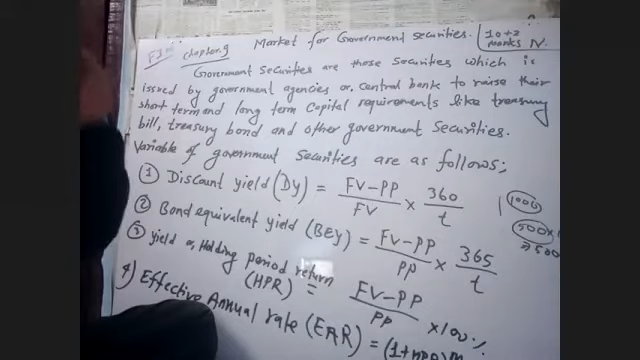 Chapter-9 Market for Government Securities. 10+2 marks N.
Government Securities are those Securities which is
issued by government agencies or, central bank to raise their
short term and long term capital requirements like treasury
bill, treasury bond and other government securities.
Variable of government securities are as follows;
① Discount yield (Dy) = FV-PP/FV × 360/t
② Bond equivalent yield (BEY) = FV-PP/PP × 365/t
③ yield or, Holding period return (HPR) = FV-PP/PP ×100%
4) Effective Annual rate (EAR) = (1+HPR)
1000
500